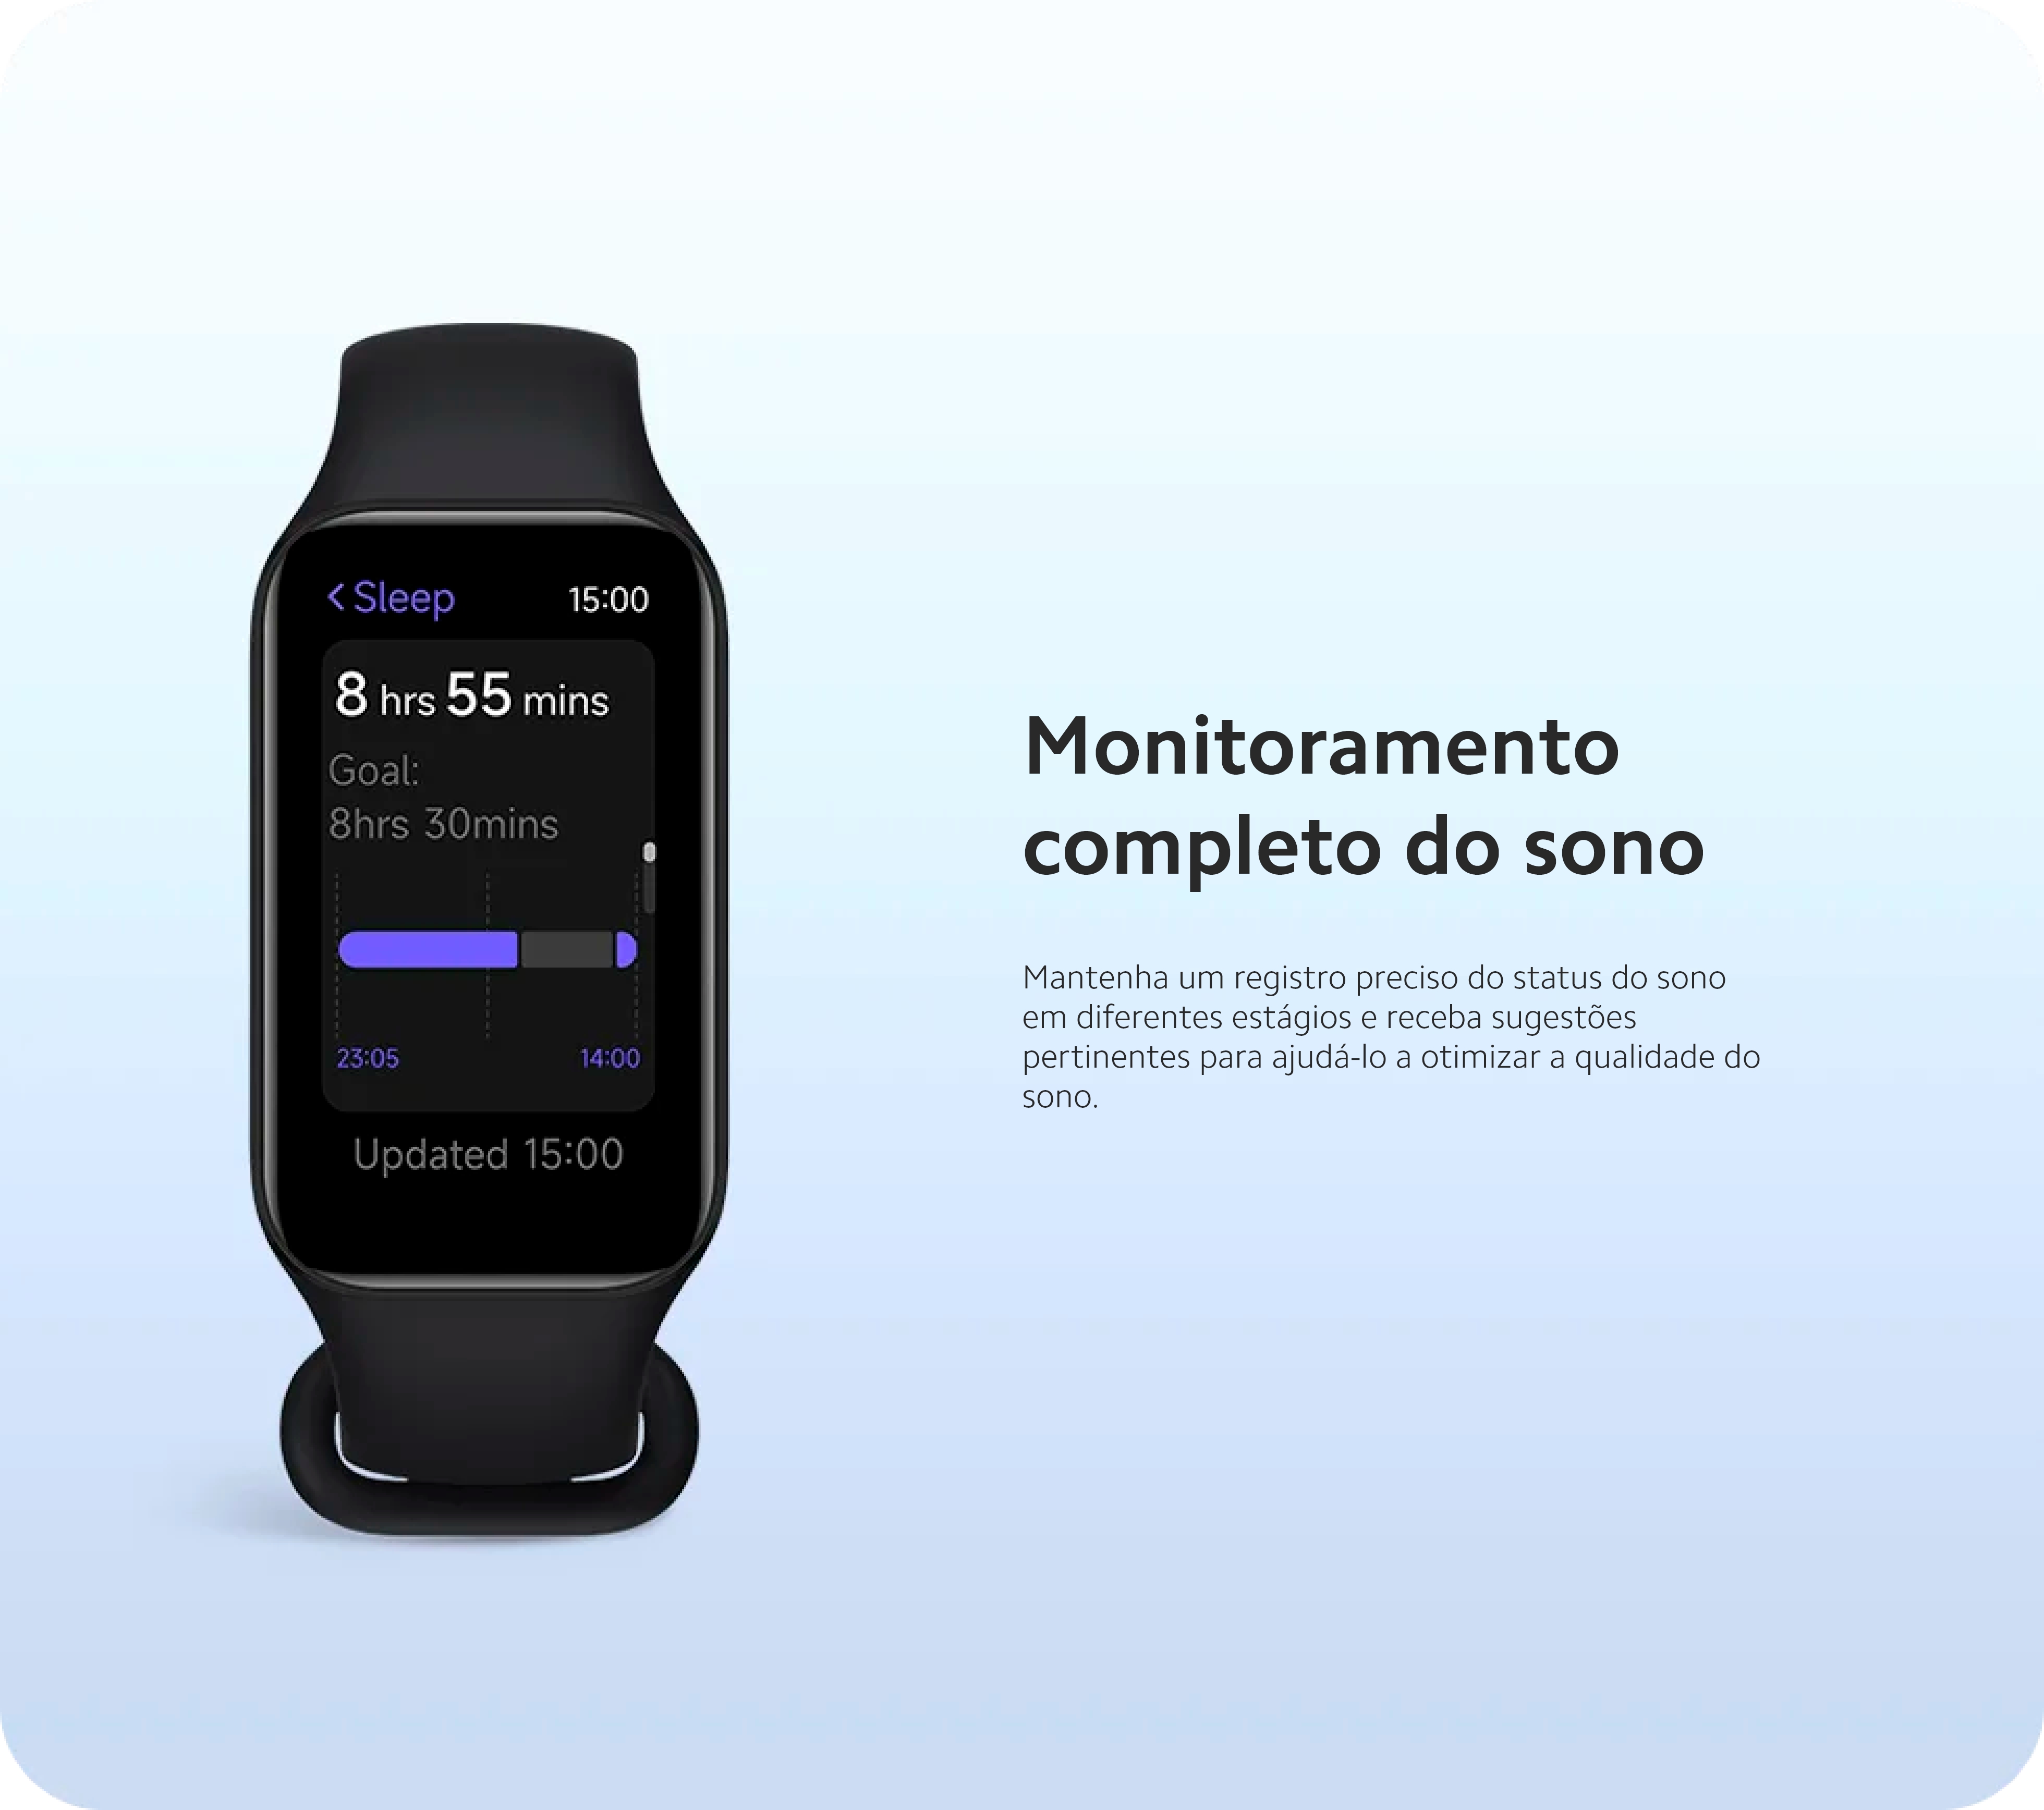 Sleep 15:00
8 hrs 55 mins
Goal:
8hrs 30mins
23:05 14:00
Updated 15:00
Monitoramento
completo do sono
Mantenha um registro preciso do status do sono
em diferentes estágios e receba sugestões
pertinentes para ajudá-lo a otimizar a qualidade do
sono.